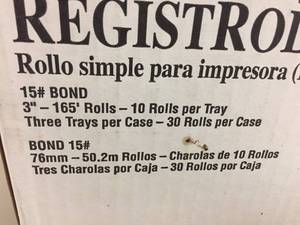 REGISTROD
Rollo simple para impresora (
15# BOND
3" – 165' Rolls – 10 Rolls per Tray
Three Trays per Case – 30 Rolls per Case
BOND 15#
76mm – 50.2m Rollos – Charolas de 10 Rollos
Tres Charolas por Caja – 30 Rollos por Caja